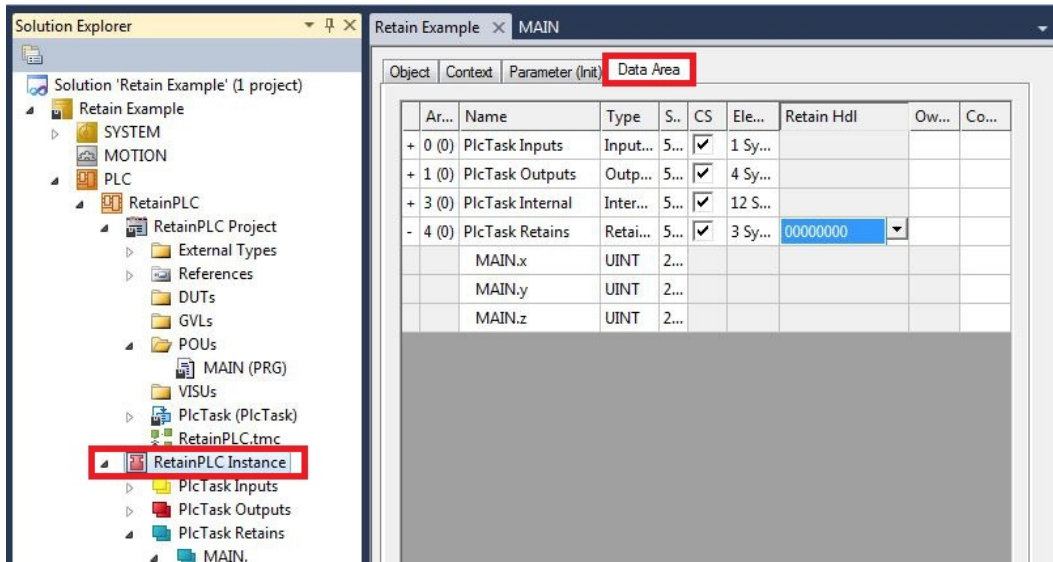 Solution Explorer
Solution 'Retain Example' (1 project)
Retain Example
SYSTEM
MOTION
PLC
RetainPLC
RetainPLC Project
External Types
References
DUTs
GVLs
POUs
MAIN (PRG)
VISUs
PlcTask (PlcTask)
RetainPLC.tmc
RetainPLC Instance
PlcTask Inputs
PlcTask Outputs
PlcTask Retains
MAIN.
Retain Example MAIN
Object Context Parameter (Init) Data Area
Ar... Name Type S.. CS Ele... Retain Hdl Ow... Co...
+ 0 (0) PlcTask Inputs Input... 5... 1 Sy...
+ 1 (0) PlcTask Outputs Outp... 5... 4 Sy...
+ 3 (0) PlcTask Internal Inter... 5... 12 S...
- 4 (0) PlcTask Retains Retai... 5... 3 Sy... 00000000
MAIN.x UINT 2...
MAIN.y UINT 2...
MAIN.z UINT 2...